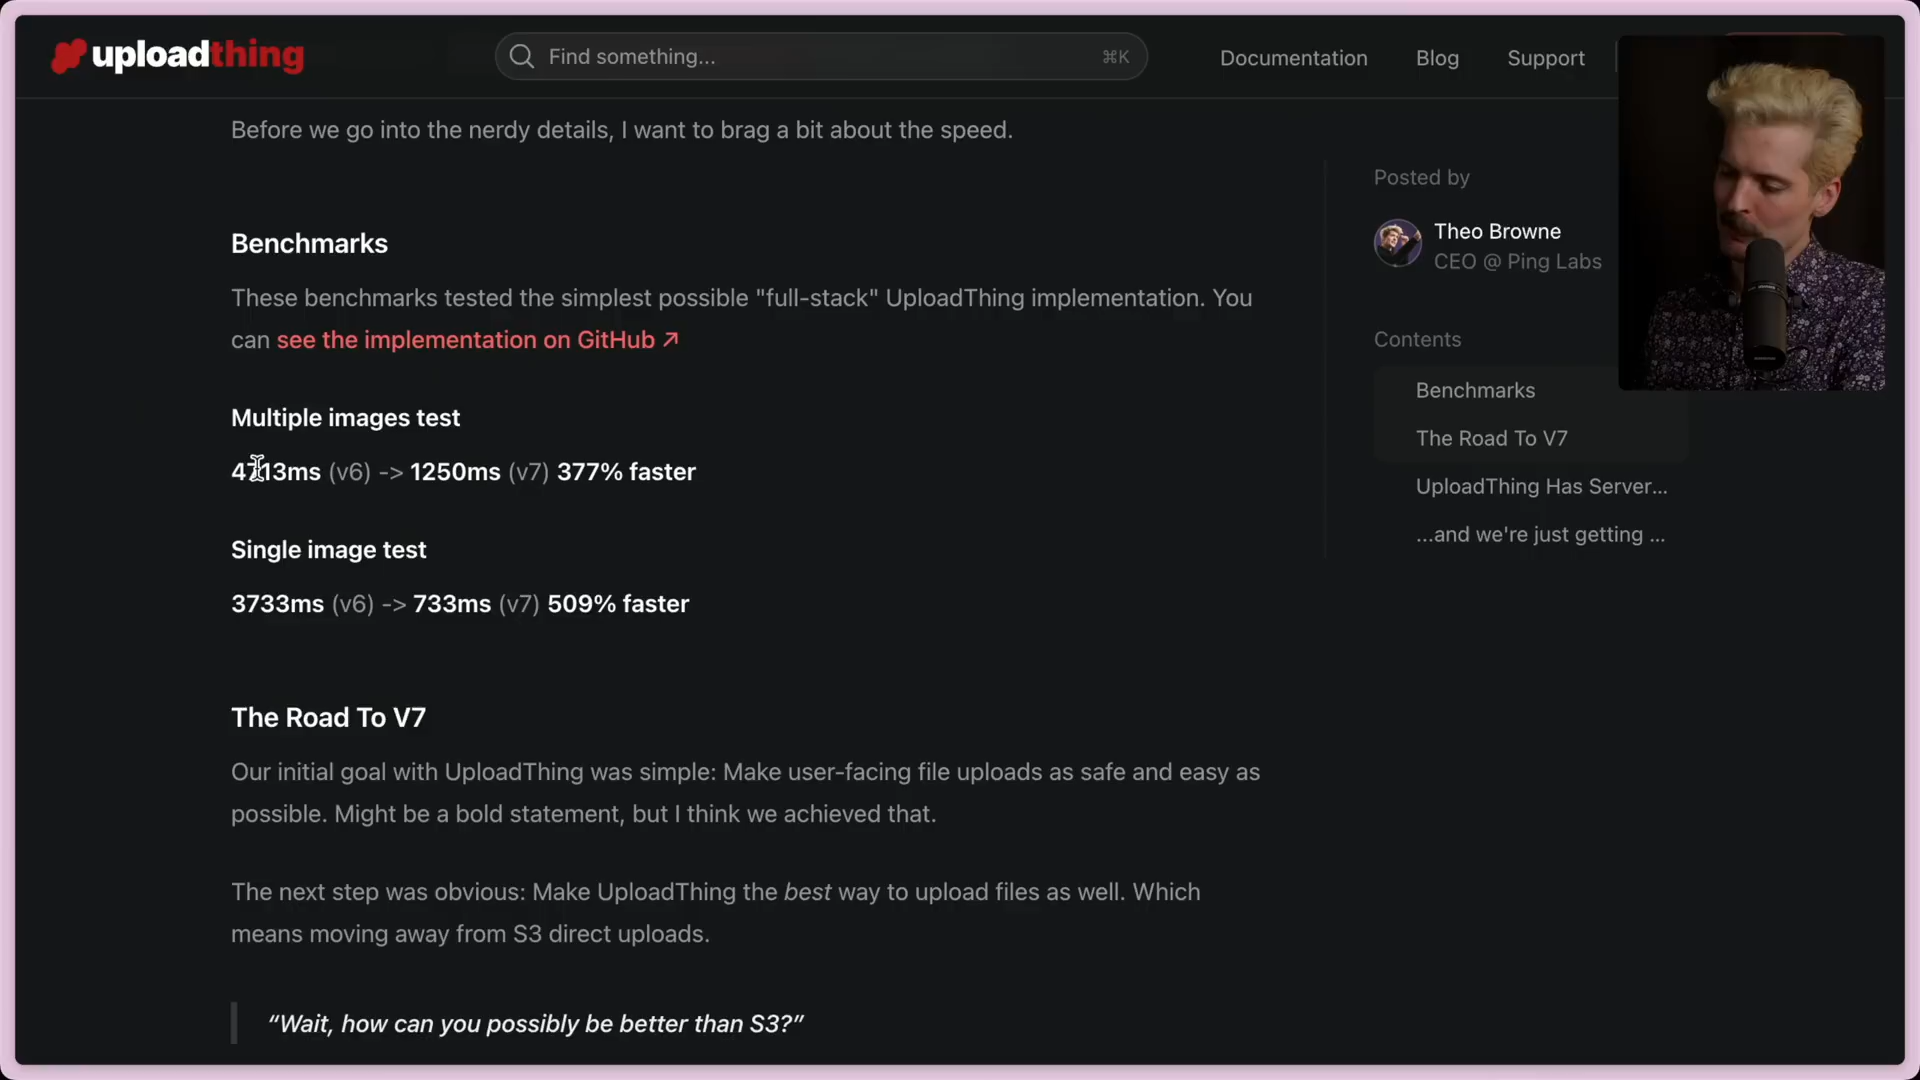 uploadthing
Find something...
⌘K
Documentation
Blog
Support
Before we go into the nerdy details, I want to brag a bit about the speed.
Benchmarks
These benchmarks tested the simplest possible "full-stack" UploadThing implementation. You
can see the implementation on GitHub ↗
Multiple images test
4713ms (v6) -> 1250ms (v7) 377% faster
Single image test
3733ms (v6) -> 733ms (v7) 509% faster
The Road To V7
Our initial goal with UploadThing was simple: Make user-facing file uploads as safe and easy as
possible. Might be a bold statement, but I think we achieved that.
The next step was obvious: Make UploadThing the best way to upload files as well. Which
means moving away from S3 direct uploads.
“Wait, how can you possibly be better than S3?”
Posted by
Theo Browne
CEO @ Ping Labs
Contents
Benchmarks
The Road To V7
UploadThing Has Server...
...and we're just getting ...